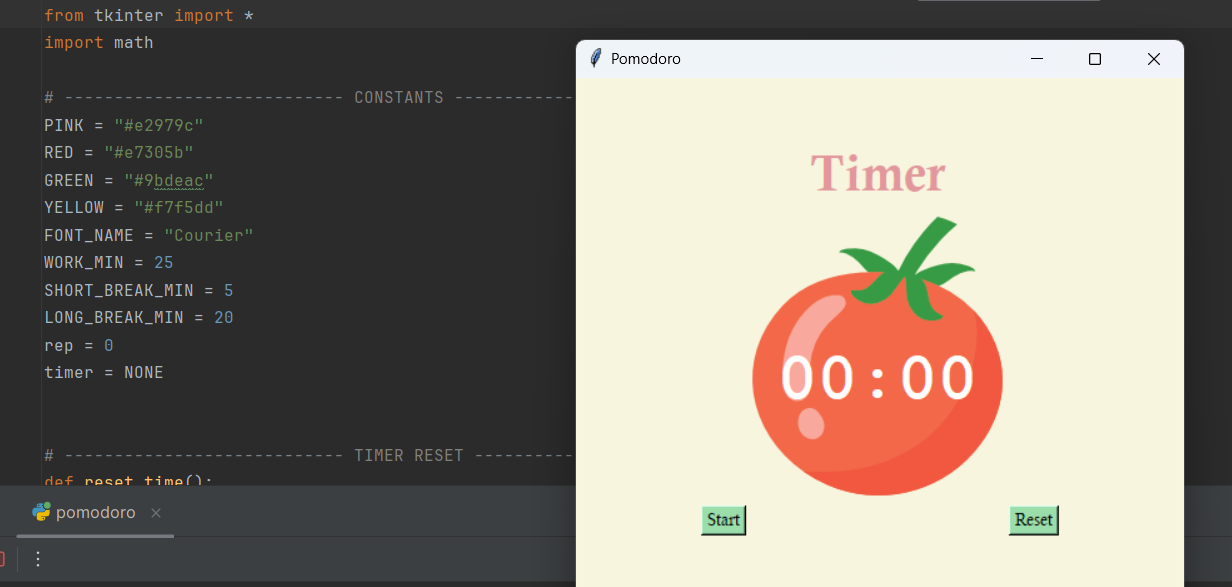 from tkinter import *
import math
# ---------------------------- CONSTANTS ------------
PINK = "#e2979c"
RED = "#e7305b"
GREEN = "#9bdeac"
YELLOW = "#f7f5dd"
FONT_NAME = "Courier"
WORK_MIN = 25
SHORT_BREAK_MIN = 5
LONG_BREAK_MIN = 20
rep = 0
timer = NONE
# ---------------------------- TIMER RESET ----------
def reset_time():
pomodoro
Pomodoro
Timer
00:00
Start
Reset